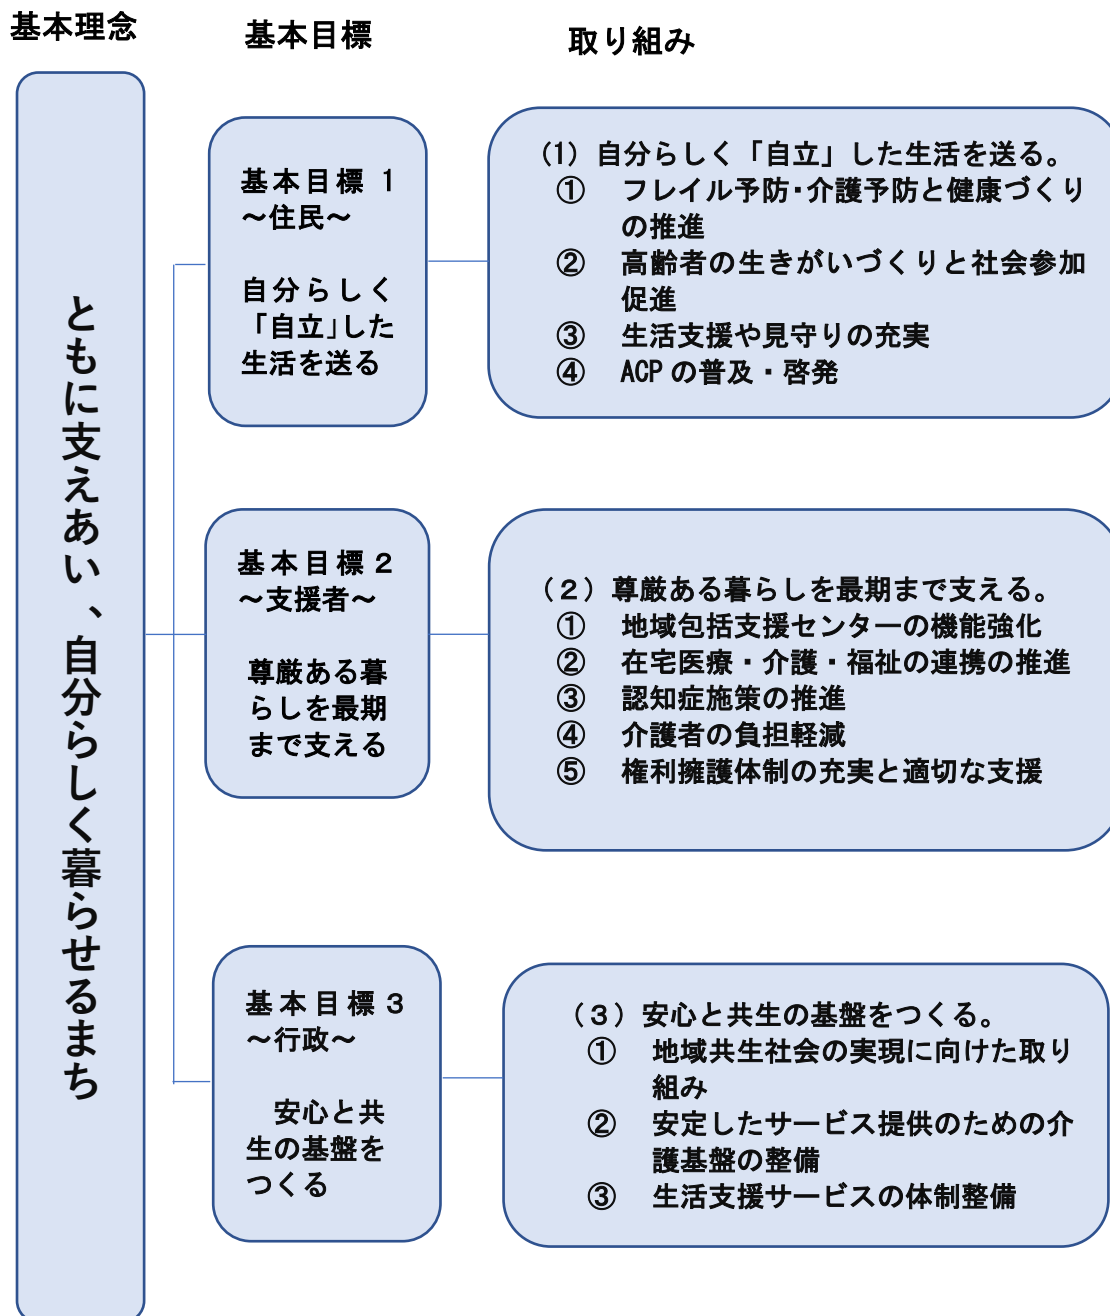 基本理念
基本目標
取り組み
ともに支えあい、自分らしく暮らせるまち
基本目標 1
～住民～
自分らしく
「自立」した
生活を送る
(1) 自分らしく「自立」した生活を送る。
① フレイル予防・介護予防と健康づくり
の推進
② 高齢者の生きがいづくりと社会参加
促進
③ 生活支援や見守りの充実
④ ACP の普及・啓発
基本目標２
～支援者～
尊厳ある暮
らしを最期
まで支える
（２）尊厳ある暮らしを最期まで支える。
① 地域包括支援センターの機能強化
② 在宅医療・介護・福祉の連携の推進
③ 認知症施策の推進
④ 介護者の負担軽減
⑤ 権利擁護体制の充実と適切な支援
基本目標３
～行政～
安心と共
生の基盤を
つくる
（３）安心と共生の基盤をつくる。
① 地域共生社会の実現に向けた取り
組み
② 安定したサービス提供のための介
護基盤の整備
③ 生活支援サービスの体制整備